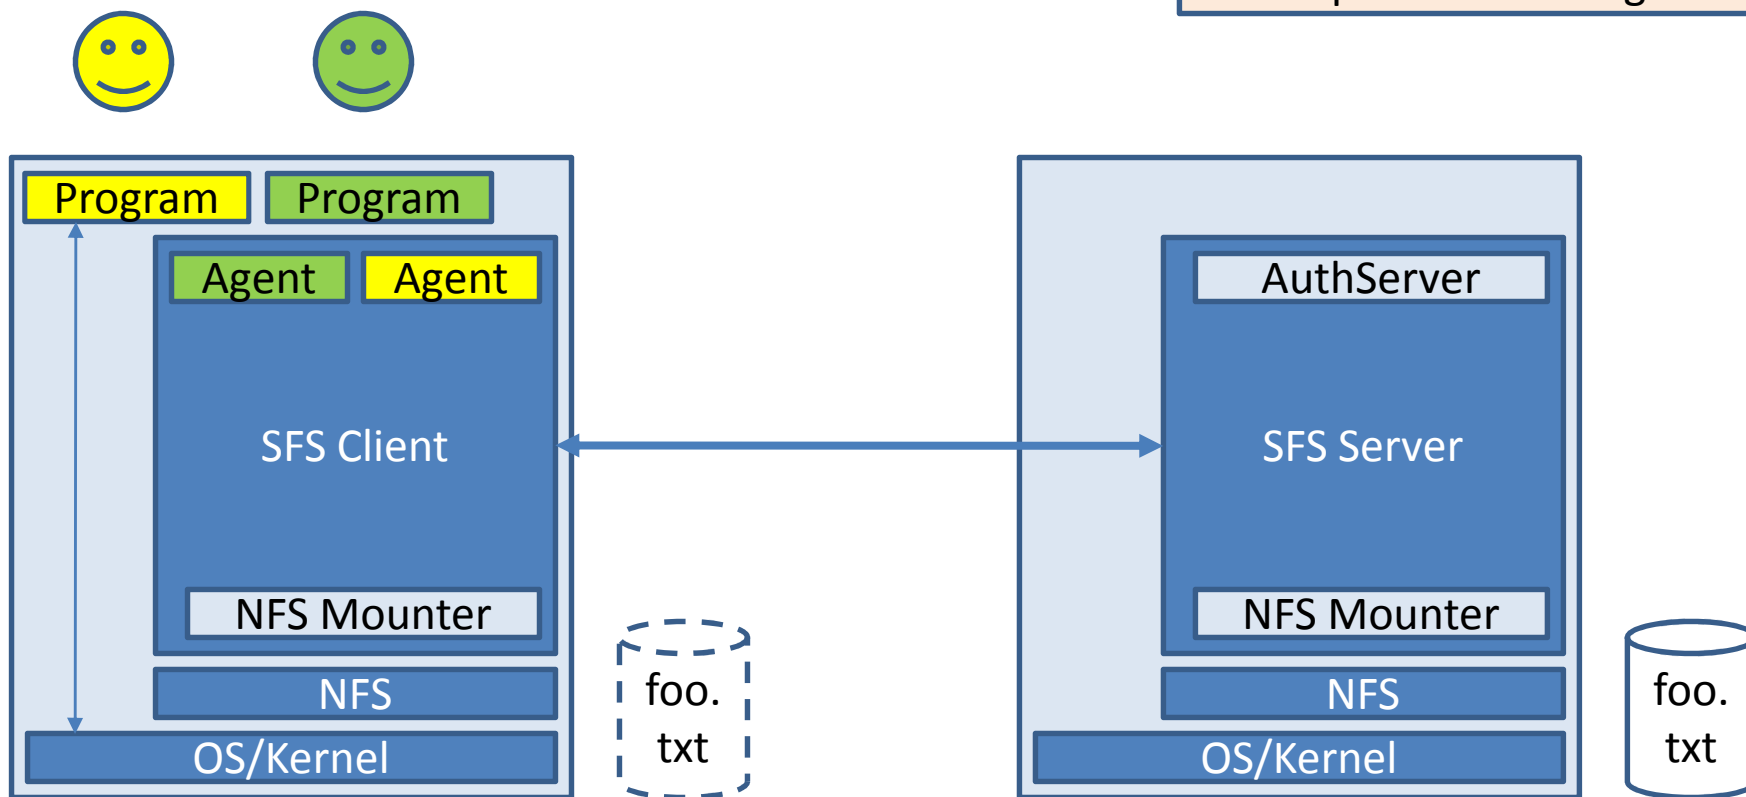 Program
Program
Agent
Agent
AuthServer
SFS Client
SFS Server
NFS Mounter
NFS Mounter
foo.
txt
foo.
txt
NFS
NFS
OS/Kernel
OS/Kernel